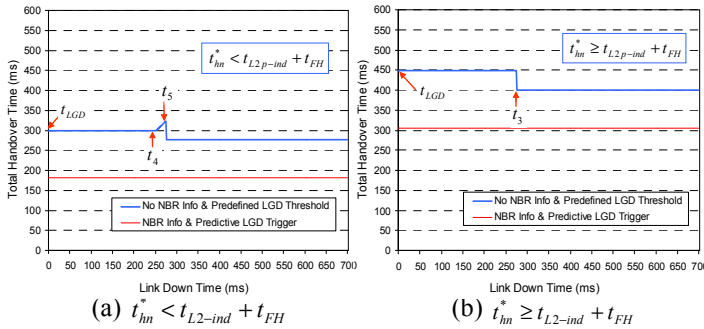 600
550
500
450
400
350
300
250
200
150
100
50
0
Total Handover Time (ms)
t*hn < tL2p−ind + tFH
tLGD
t5
t4
No NBR Info & Predefined LGD Threshold
NBR Info & Predictive LGD Trigger
0 50 100 150 200 250 300 350 400 450 500 550 600 650 700
Link Down Time (ms)
(a) t*hn < tL2−ind + tFH
600
550
500
450
400
350
300
250
200
150
100
50
0
Total Handover Time (ms)
t*hn ≥ tL2p−ind + tFH
tLGD
t3
No NBR Info & Predefined LGD Threshold
NBR Info & Predictive LGD Trigger
0 50 100 150 200 250 300 350 400 450 500 550 600 650 700
Link Down Time (ms)
(b) t*hn ≥ tL2−ind + tFH